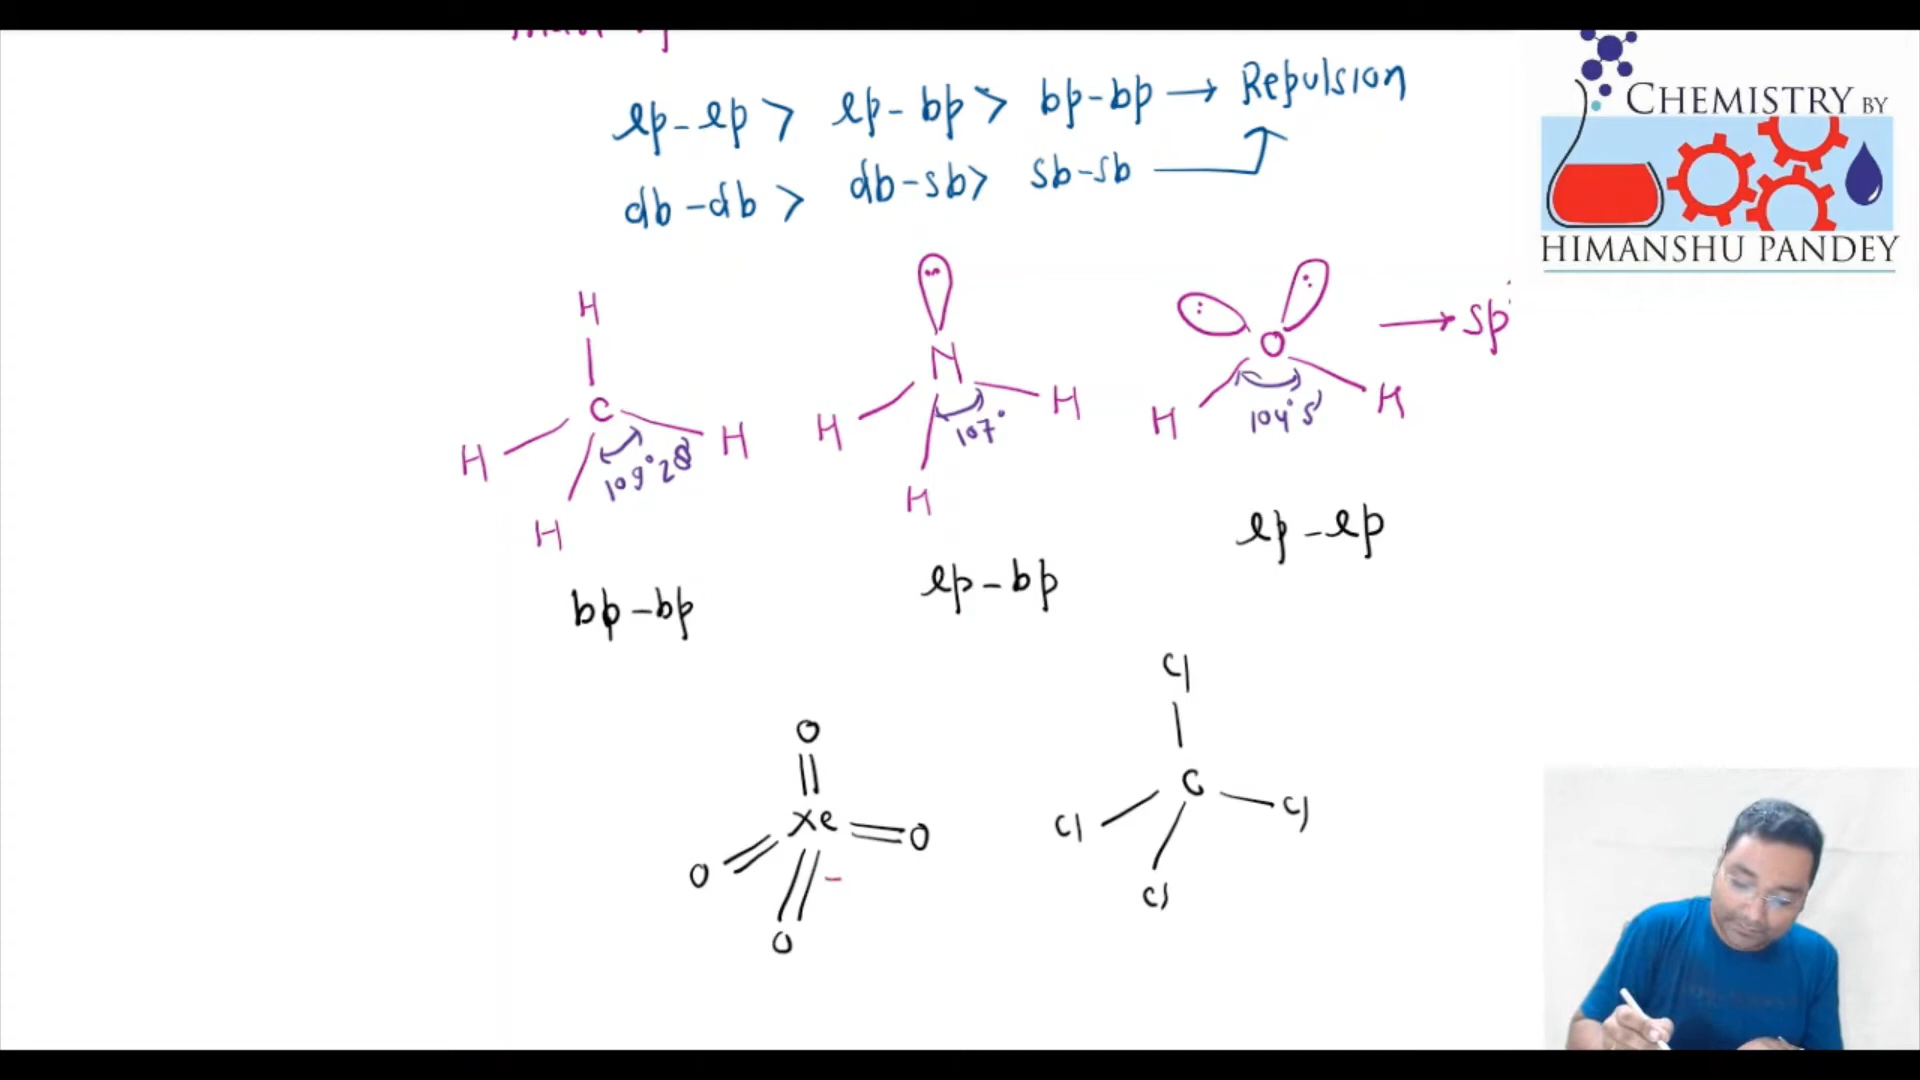 lp-lp > lp-bp > bp-bp → Repulsion
db-db > db-sb > sb-sb
CHEMISTRY BY
HIMANSHU PANDEY
H
H C H
109°28
H
N
H H
107°
H
O → sp
H H
104°5'
bp-bp
lp-bp
lp-lp
O
Xe
O O
O
Cl
C
Cl Cl
Cl